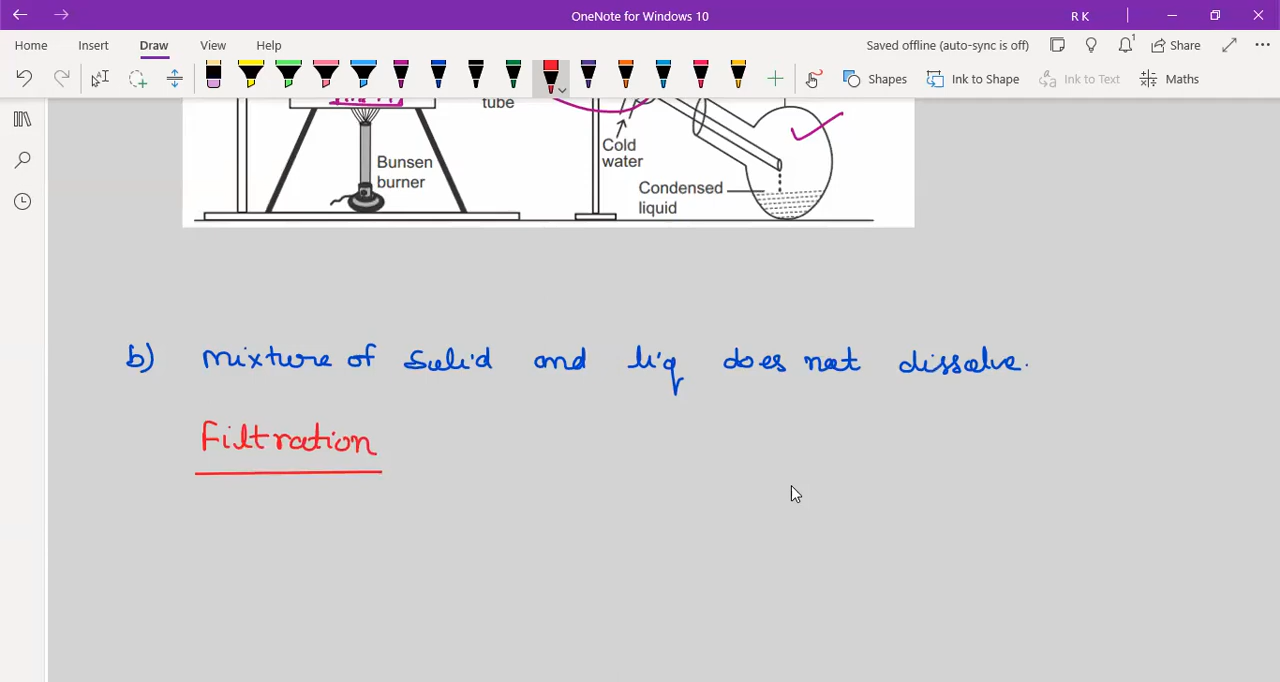 OneNote for Windows 10
R K
Home Insert Draw View Help
Saved offline (auto-sync is off)
1
Share
Shapes
Ink to Shape
Ink to Text
Maths
tube
Cold
water
Bunsen
burner
Condensed
liquid
b) Mixture of Solid and liq does not dissolve.
Filtration